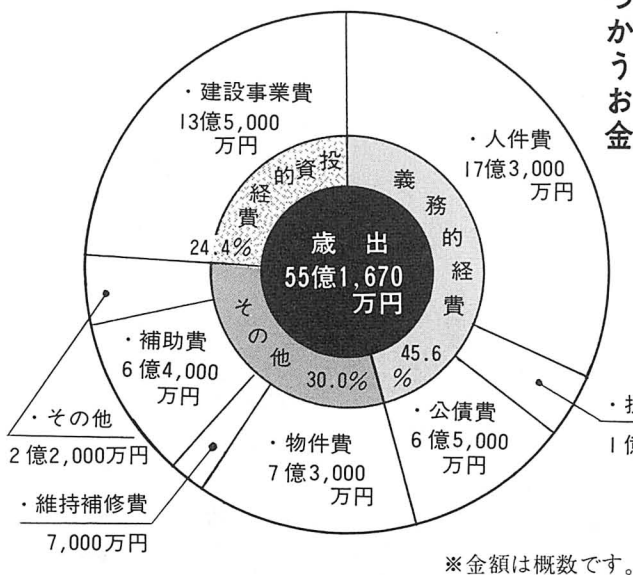 つかうお金
・建設事業費
13億5,000
万円
・人件費
17億3,000
万円
投資的経費
24.4%
義務的経費
45.6
%
歳 出
55億1,670
万円
その他
30.0%
・補助費
6億4,000
万円
・その他
2億2,000万円
・維持補修費
7,000万円
・物件費
7億3,000
万円
・公債費
6億5,000
万円
1億
※金額は概数です。